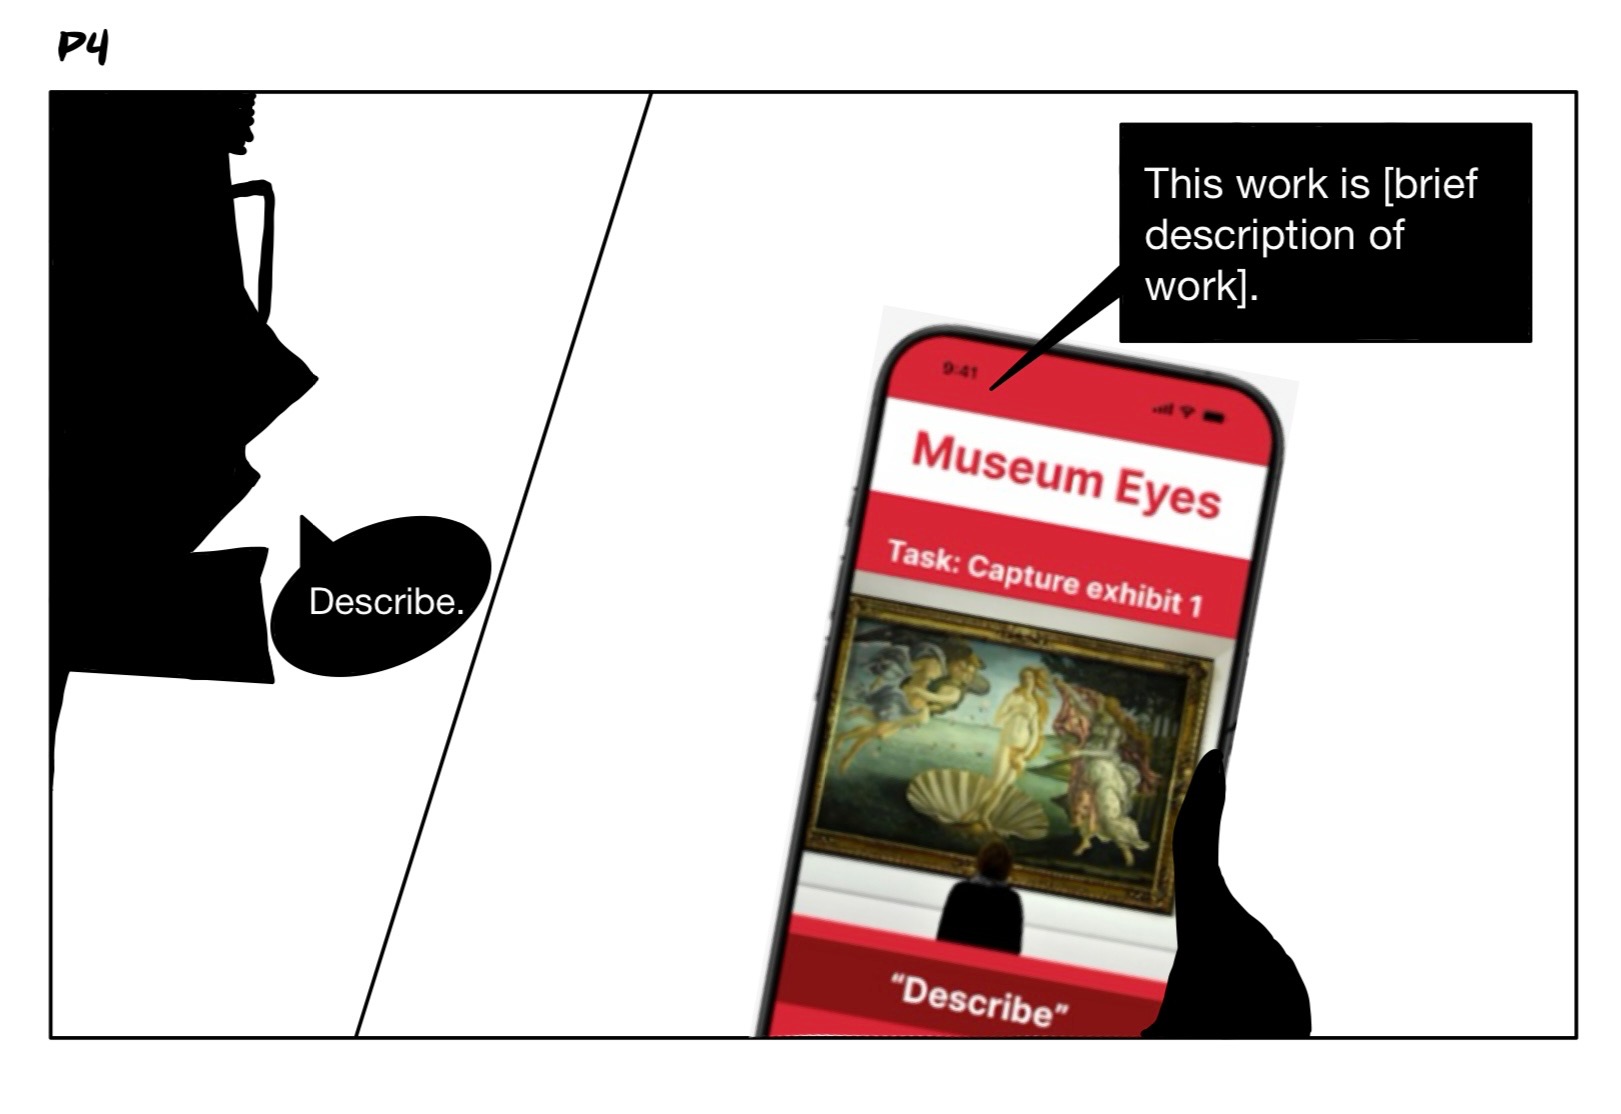 P4
Describe.
This work is [brief
description of
work].
9:41
Museum Eyes
Task: Capture exhibit 1
“Describe”